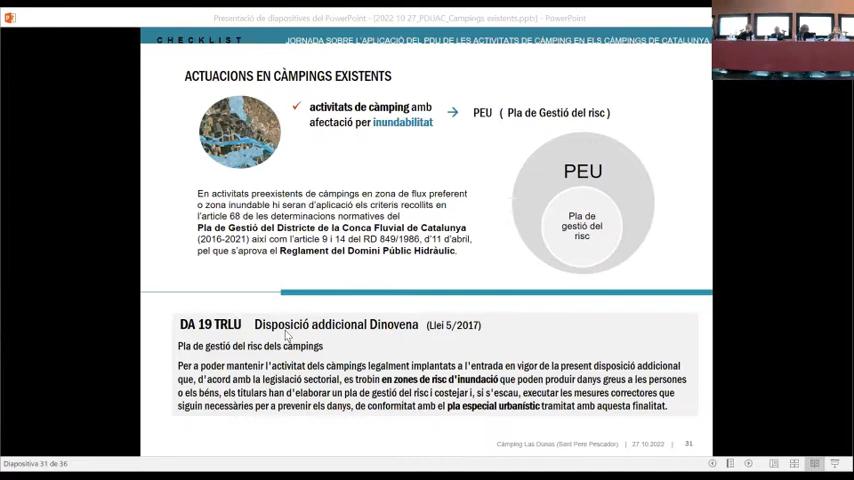 Presentació de diapositives del PowerPoint - [2022 10 27_PDUAC_Campings existents.pptx] - PowerPoint
CHECKLIST
JORNADA SOBRE L'APLICACIÓ DEL PDU DE LES ACTIVITATS DE CÀMPING EN ELS CÀMPINGS DE CATALUNYA.
ACTUACIONS EN CÀMPINGS EXISTENTS
✓ activitats de càmping amb
afectació per inundabilitat
→ PEU ( Pla de Gestió del risc )
PEU
Pla de
gestió del
risc
En activitats preexistents de càmpings en zona de flux preferent
o zona inundable hi seran d'aplicació els criteris recollits en
l'article 68 de les determinacions normatives del
Pla de Gestió del Districte de la Conca Fluvial de Catalunya
(2016-2021) així com l'article 9 i 14 del RD 849/1986, d'11 d'abril,
pel que s'aprova el Reglament del Domini Públic Hidràulic.
DA 19 TRLU Disposició addicional Dinovena (Llei 5/2017)
Pla de gestió del risc dels càmpings
Per a poder mantenir l'activitat dels càmpings legalment implantats a l'entrada en vigor de la present disposició addicional
que, d'acord amb la legislació sectorial, es trobin en zones de risc d'inundació que poden produir danys greus a les persones
o els béns, els titulars han d'elaborar un pla de gestió del risc i costejar i, si s'escau, executar les mesures correctores que
siguin necessàries per a prevenir els danys, de conformitat amb el pla especial urbanístic tramitat amb aquesta finalitat.
Càmping Las Dunas (Sant Pere Pescador) | 27.10.2022 | 31
Diapositiva 31 de 36